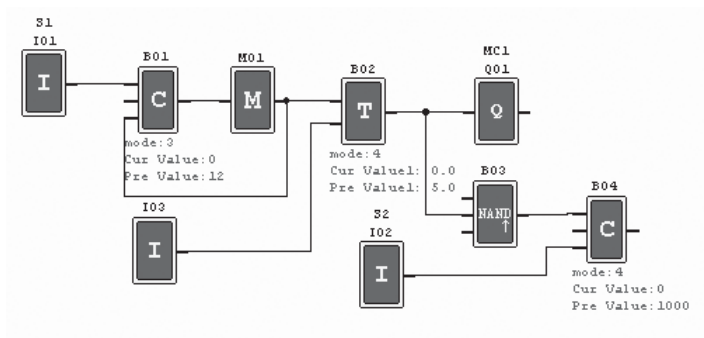 S1
I01
I
B01
C
mode:3
Cur Value:0
Pre Value:12
M01
M
I03
I
B02
T
mode:4
Cur Value1: 0.0
Pre Value1: 5.0
MC1
Q01
Q
B03
NAND
↑
S2
I02
I
B04
C
mode:4
Cur Value:0
Pre Value:1000